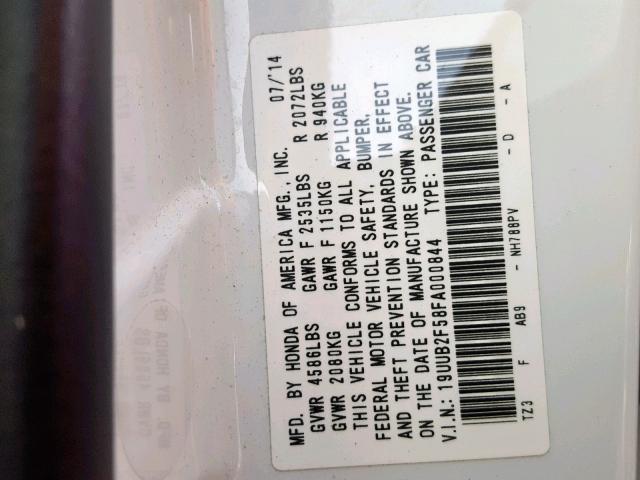 MFD. BY HONDA OF AMERICA MFG., INC. 07/'14
GVWR 4586LBS GAWR F 2535LBS R 2072LBS
GVWR 2080KG GAWR F 1150KG R 940KG
THIS VEHICLE CONFORMS TO ALL APPLICABLE
FEDERAL MOTOR VEHICLE SAFETY, BUMPER,
AND THEFT PREVENTION STANDARDS IN EFFECT
ON THE DATE OF MANUFACTURE SHOWN ABOVE.
V.I.N.: 19UUB2F58FA000844 TYPE: PASSENGER CAR
TZ3 F AB9 - NH788PV - D - A